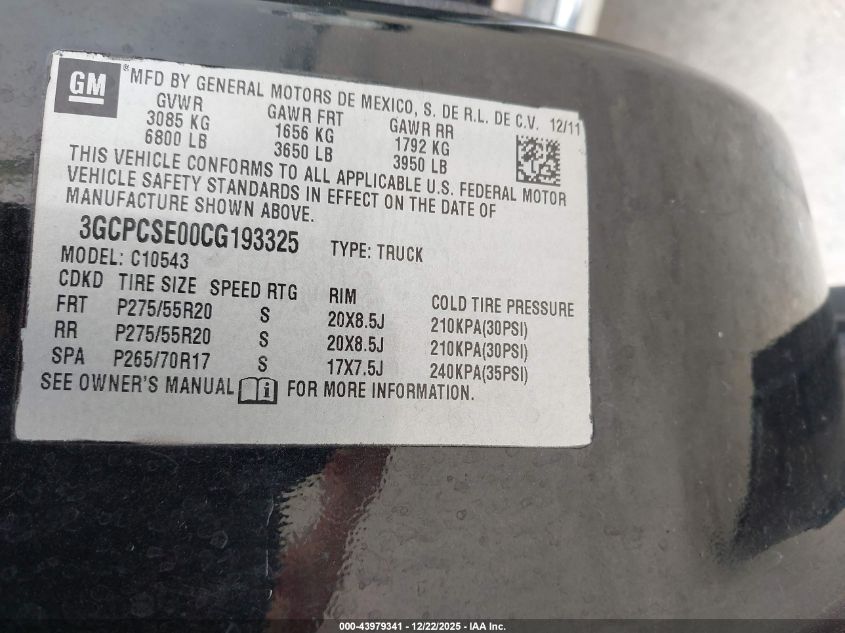 GM ® MFD BY GENERAL MOTORS DE MEXICO, S. DE R.L. DE C.V. 12/11
GVWR GAWR FRT GAWR RR
3085 KG 1656 KG 1792 KG
6800 LB 3650 LB 3950 LB
THIS VEHICLE CONFORMS TO ALL APPLICABLE U.S. FEDERAL MOTOR
VEHICLE SAFETY STANDARDS IN EFFECT ON THE DATE OF
MANUFACTURE SHOWN ABOVE.
3GCPCSE00CG193325 TYPE: TRUCK
MODEL: C10543
CDKD TIRE SIZE SPEED RTG RIM COLD TIRE PRESSURE
FRT P275/55R20 S 20X8.5J 210KPA(30PSI)
RR P275/55R20 S 20X8.5J 210KPA(30PSI)
SPA P265/70R17 S 17X7.5J 240KPA(35PSI)
SEE OWNER'S MANUAL i FOR MORE INFORMATION.
000-43979341 - 12/22/2025 - IAA Inc.